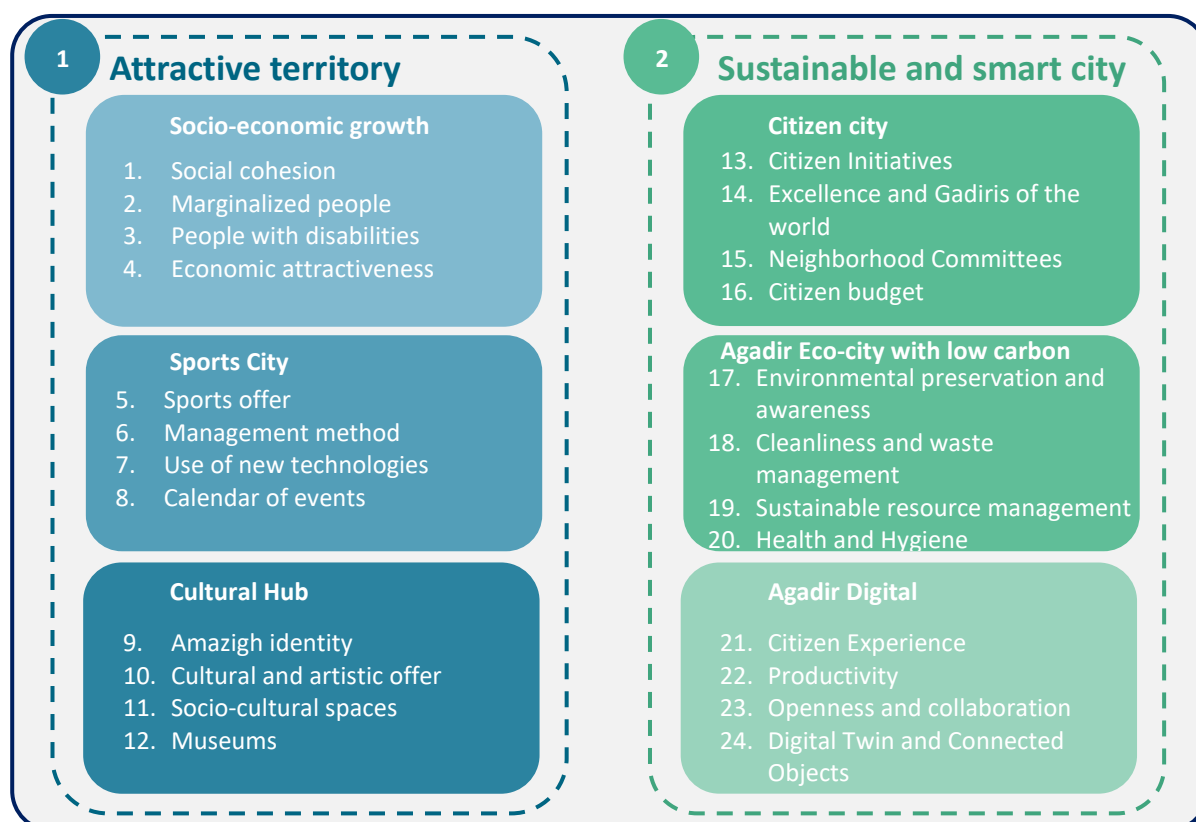 1
Attractive territory
Socio-economic growth
1. Social cohesion
2. Marginalized people
3. People with disabilities
4. Economic attractiveness
Sports City
5. Sports offer
6. Management method
7. Use of new technologies
8. Calendar of events
Cultural Hub
9. Amazigh identity
10. Cultural and artistic offer
11. Socio-cultural spaces
12. Museums
2
Sustainable and smart city
Citizen city
13. Citizen Initiatives
14. Excellence and Gadiris of the
world
15. Neighborhood Committees
16. Citizen budget
Agadir Eco-city with low carbon
17. Environmental preservation and
awareness
18. Cleanliness and waste
management
19. Sustainable resource management
20. Health and Hygiene
Agadir Digital
21. Citizen Experience
22. Productivity
23. Openness and collaboration
24. Digital Twin and Connected
Objects